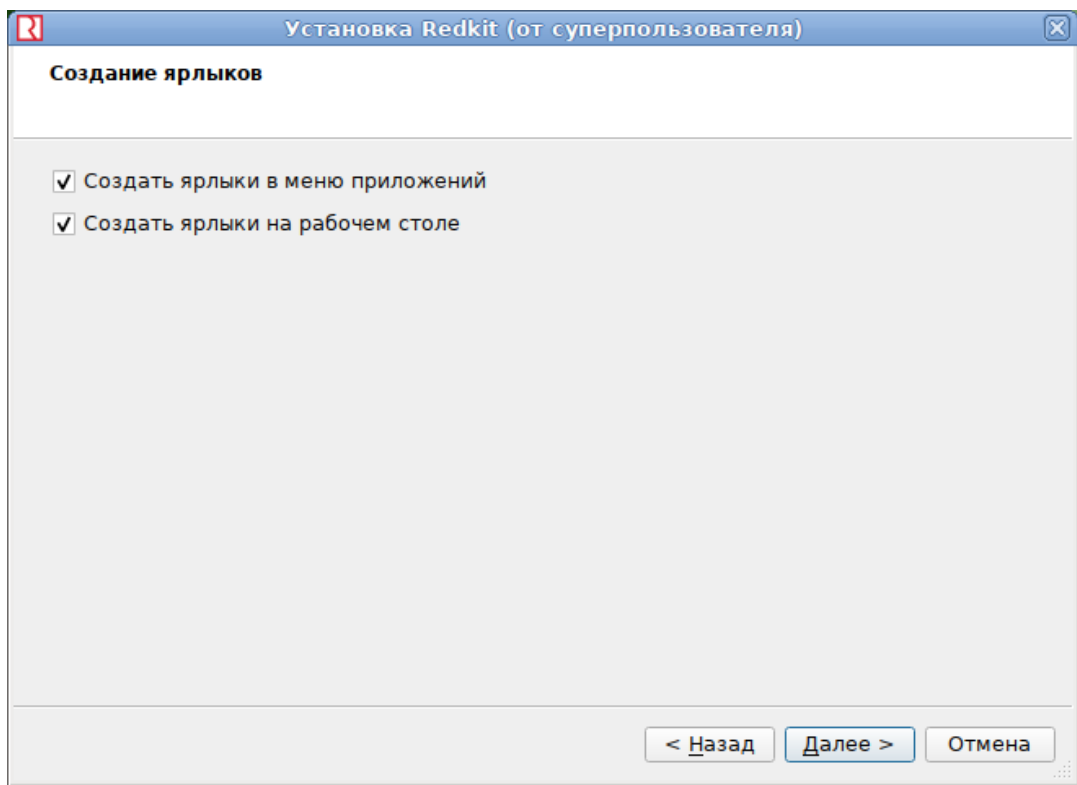 Установка Redkit (от суперпользователя)
Создание ярлыков
Создать ярлыки в меню приложений
Создать ярлыки на рабочем столе
< Назад Далее > Отмена